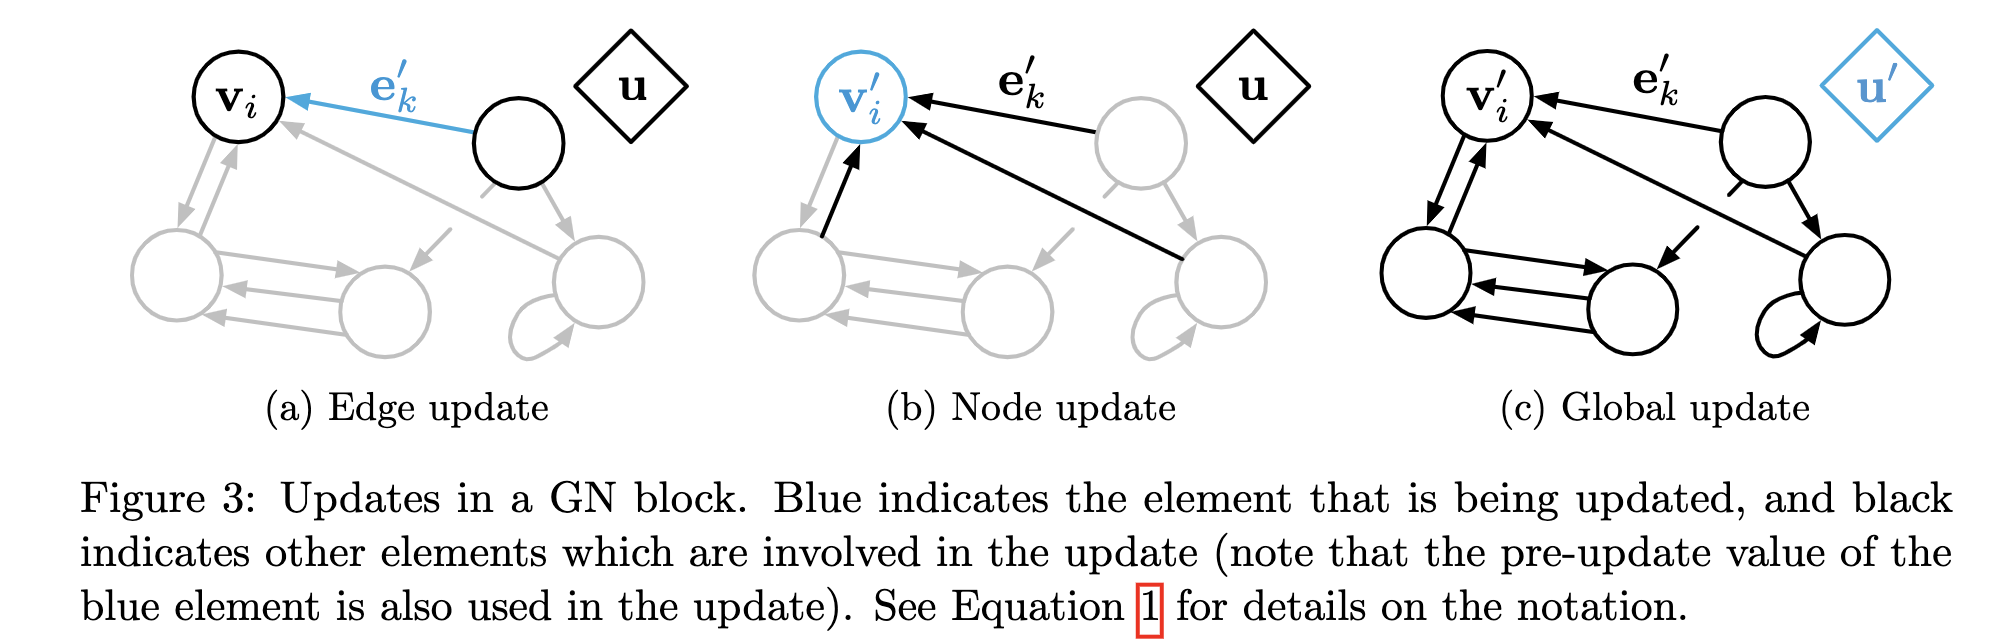 v_i e′_k u
v′_i e′_k u
v′_i e′_k u′
(a) Edge update
(b) Node update
(c) Global update
Figure 3: Updates in a GN block. Blue indicates the element that is being updated, and black
indicates other elements which are involved in the update (note that the pre-update value of the
blue element is also used in the update). See Equation 1 for details on the notation.